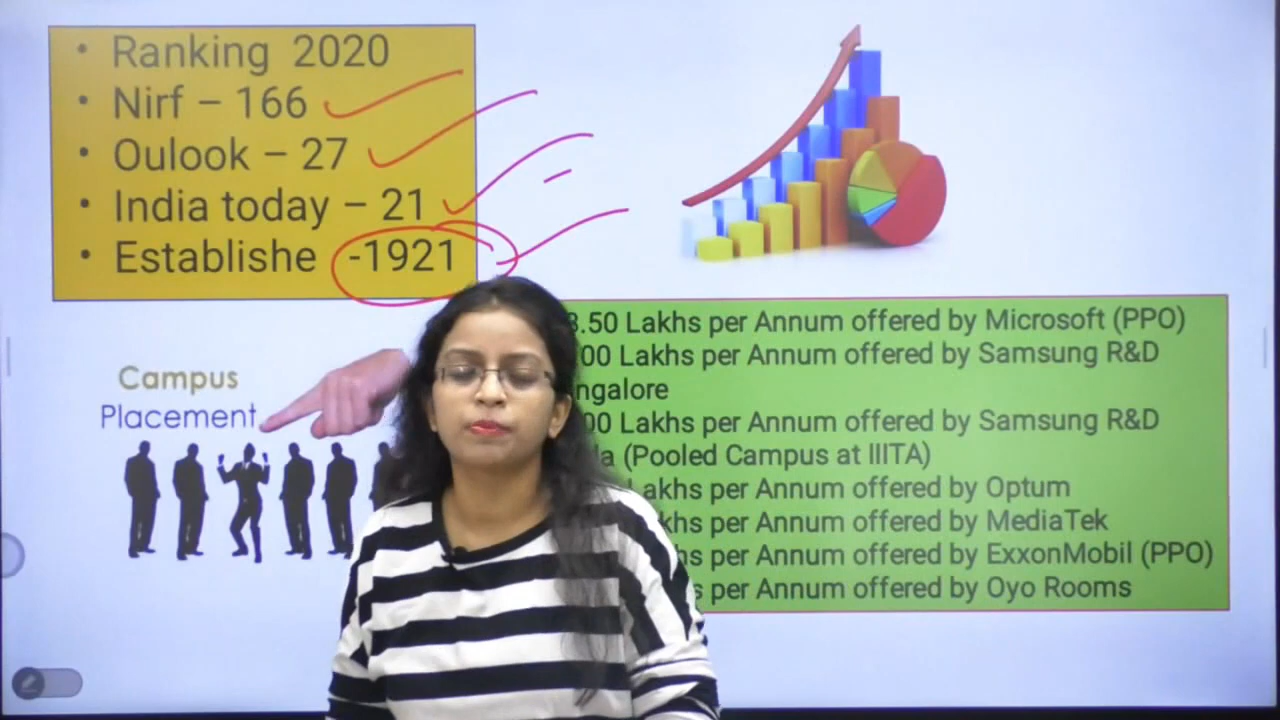 Ranking 2020
Nirf – 166
Oulook – 27
India today – 21
Establishe -1921
Campus
Placement
.50 Lakhs per Annum offered by Microsoft (PPO)
00 Lakhs per Annum offered by Samsung R&D
ngalore
00 Lakhs per Annum offered by Samsung R&D
(Pooled Campus at IIITA)
akhs per Annum offered by Optum
khs per Annum offered by MediaTek
hs per Annum offered by ExxonMobil (PPO)
s per Annum offered by Oyo Rooms